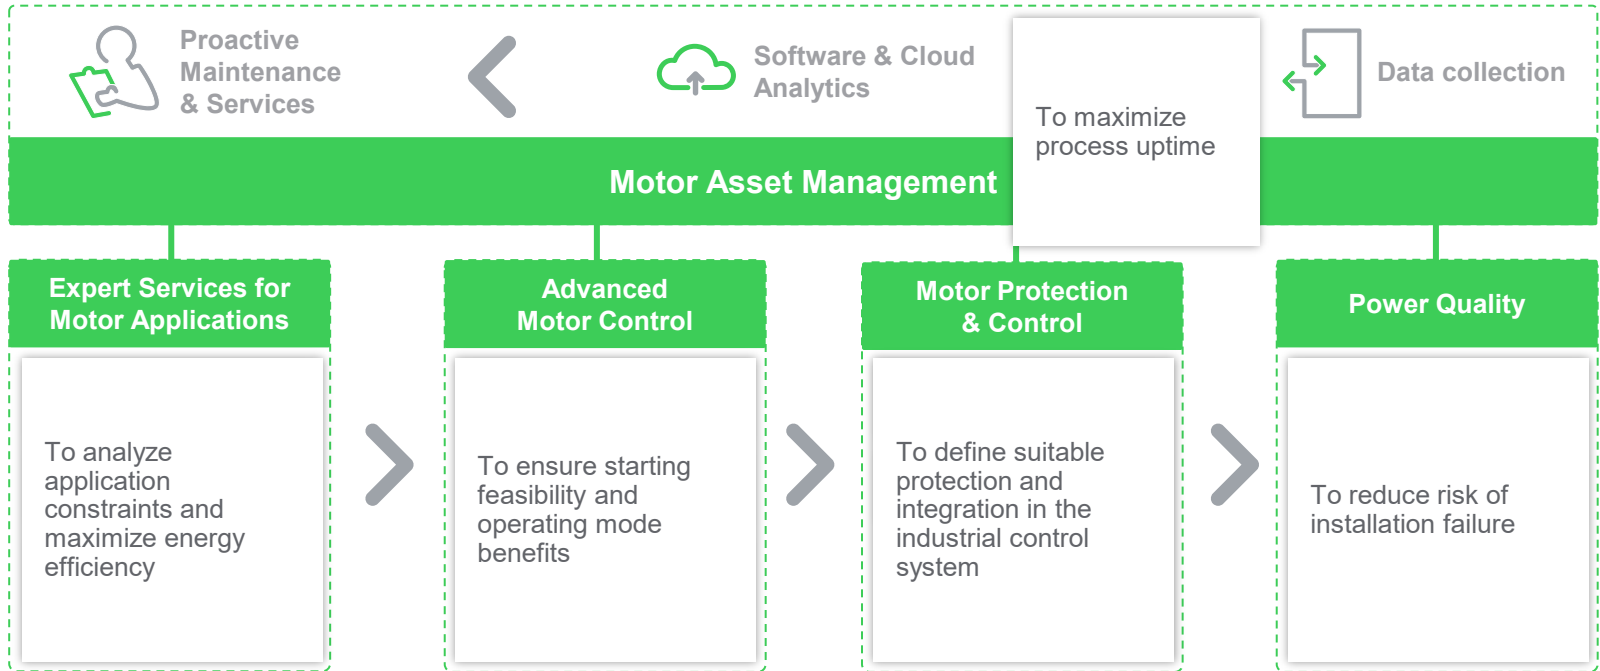 Proactive
Maintenance
& Services
Software & Cloud
Analytics
To maximize
process uptime
Data collection
Motor Asset Management
Expert Services for
Motor Applications
To analyze
application
constraints and
maximize energy
efficiency
Advanced
Motor Control
To ensure starting
feasibility and
operating mode
benefits
Motor Protection
& Control
To define suitable
protection and
integration in the
industrial control
system
Power Quality
To reduce risk of
installation failure